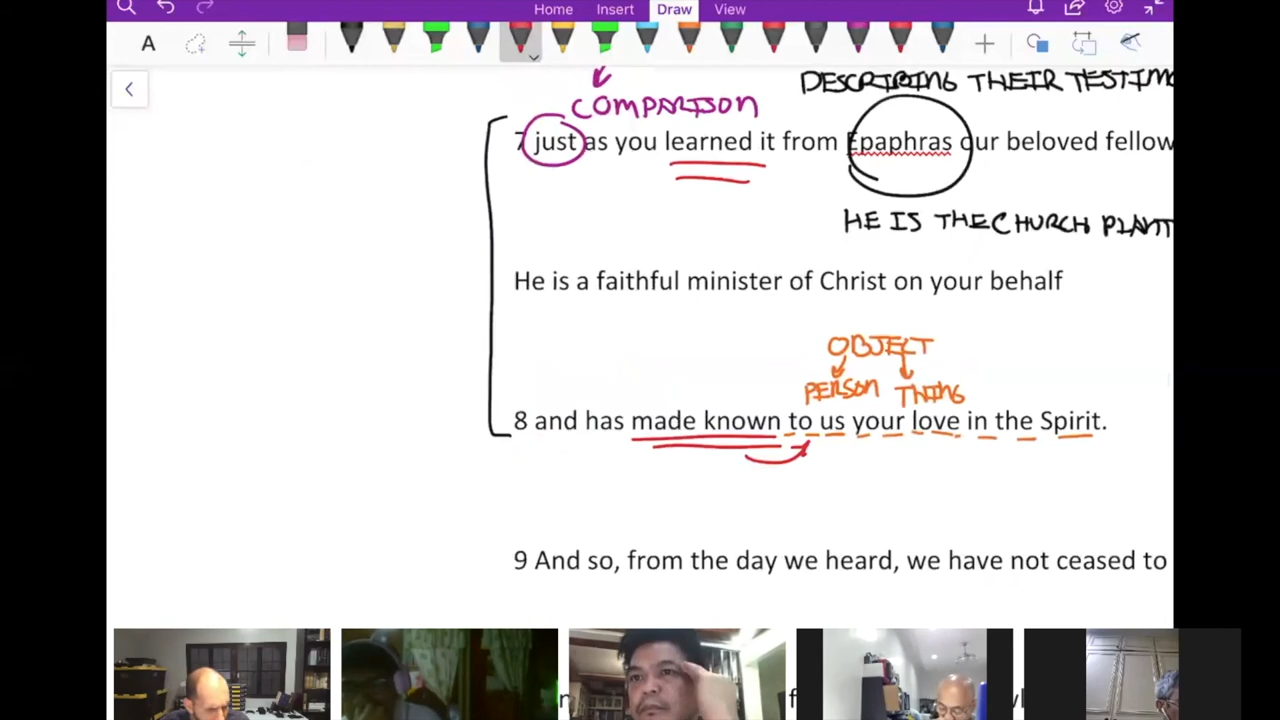 Home Insert Draw View
A
DESCRIBING THEIR
COMPARISON
7 just as you learned it from Epaphras our beloved fellow
HE IS THE CHURCH
He is a faithful minister of Christ on your behalf
OBJECT
PERSON THING
8 and has made known to us your love in the Spirit.
9 And so, from the day we heard, we have not ceased to